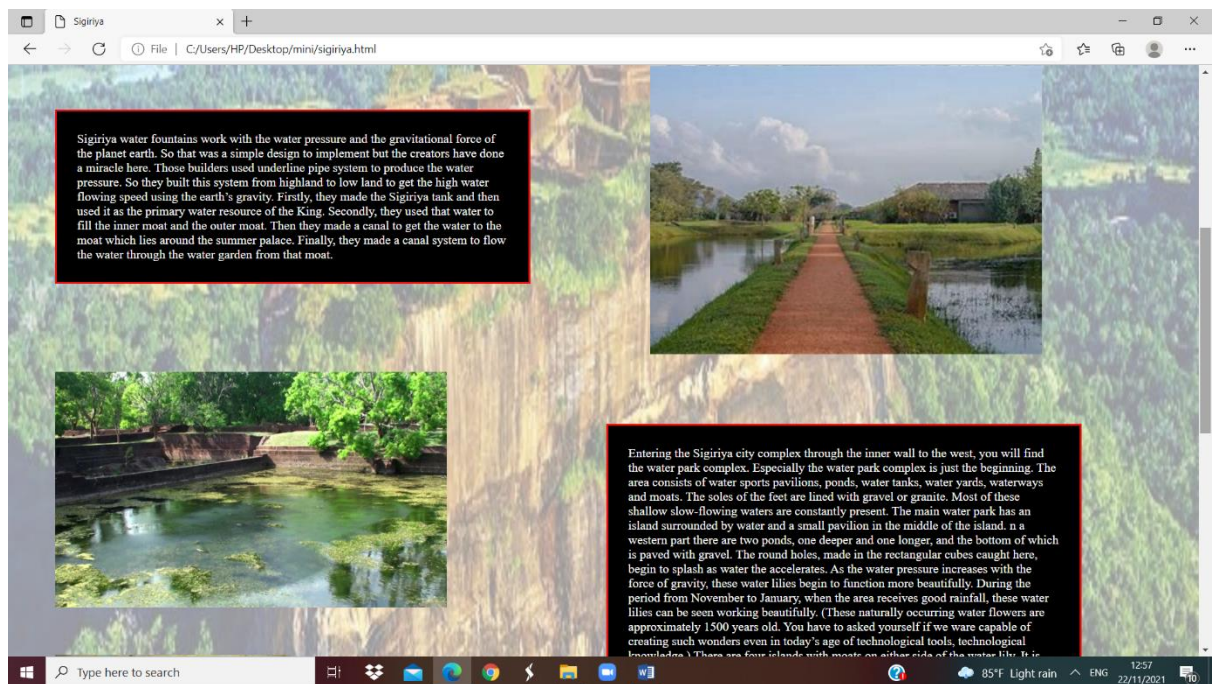 Sigiriya
File | C:/Users/HP/Desktop/mini/sigiriya.html
Sigiriya water fountains work with the water pressure and the gravitational force of
the planet earth. So that was a simple design to implement but the creators have done
a miracle here. Those builders used underline pipe system to produce the water
pressure. So they built this system from highland to low land to get the high water
flowing speed using the earth's gravity. Firstly, they made the Sigiriya tank and then
used it as the primary water resource of the King. Secondly, they used that water to
fill the inner moat and the outer moat. Then they made a canal to get the water to the
moat which lies around the summer palace. Finally, they made a canal system to flow
the water through the water garden from that moat.
Entering the Sigiriya city complex through the inner wall to the west, you will find
the water park complex. Especially the water park complex is just the beginning. The
area consists of water sports pavilions, ponds, water tanks, water yards, waterways
and moats. The soles of the feet are lined with gravel or granite. Most of these
shallow slow-flowing waters are constantly present. The main water park has an
island surrounded by water and a small pavilion in the middle of the island. n a
western part there are two ponds, one deeper and one longer, and the bottom of which
is paved with gravel. The round holes, made in the rectangular cubes caught here,
begin to splash as water the accelerates. As the water pressure increases with the
force of gravity, these water lilies begin to function more beautifully. During the
period from November to January, when the area receives good rainfall, these water
lilies can be seen working beautifully. (These naturally occurring water flowers are
approximately 1500 years old. You have to asked yourself if we ware capable of
creating such wonders even in today's age of technological tools, technological
knowledge.) There are four islands with moats on either side of the water lily. It is
Type here to search
85°F Light rain
ENG
12:57
22/11/2021
10